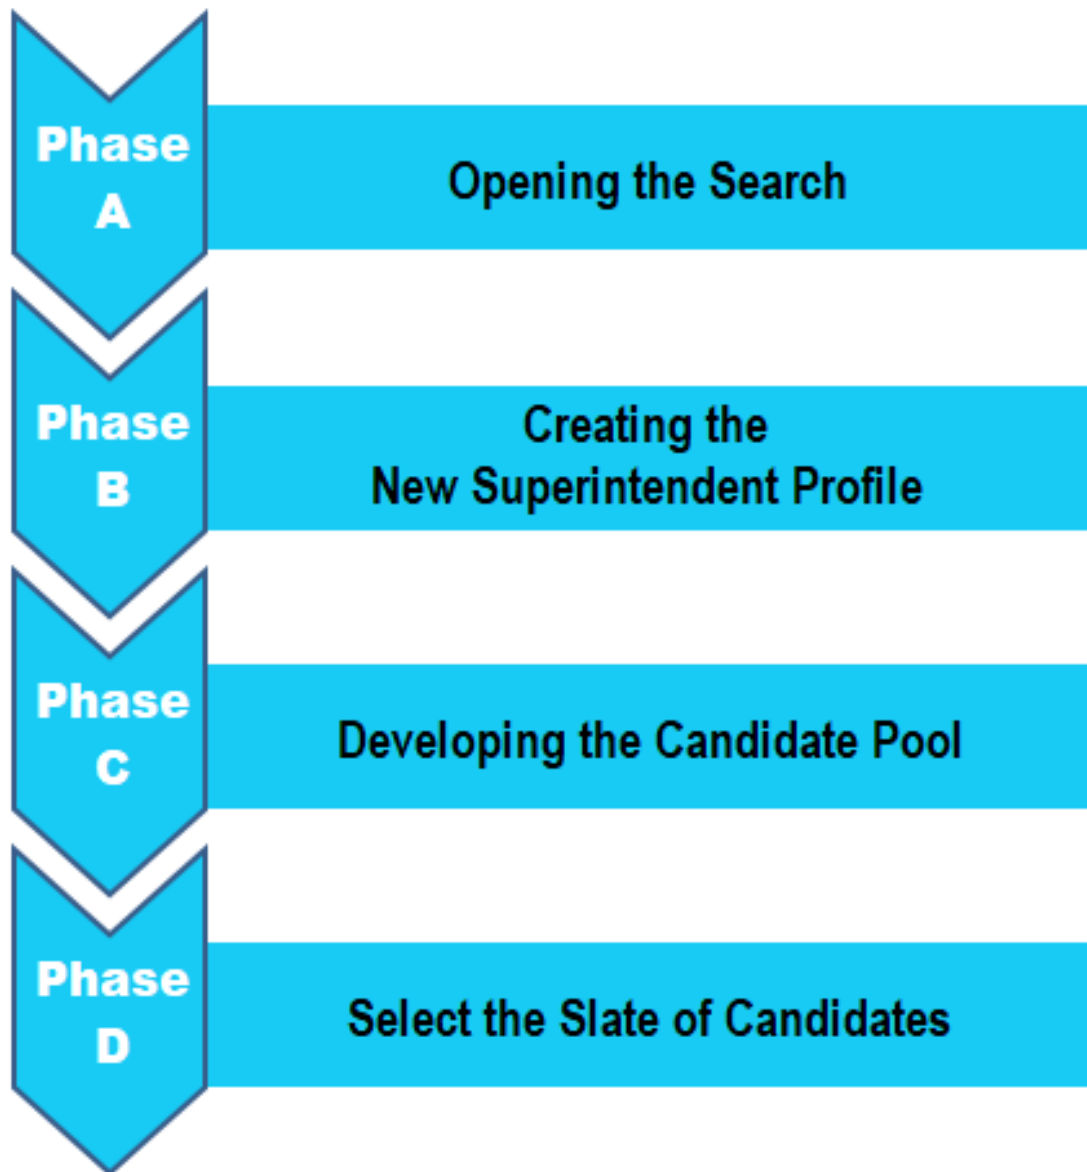 Phase
A
Opening the Search
Phase
B
Creating the
New Superintendent Profile
Phase
C
Developing the Candidate Pool
Phase
D
Select the Slate of Candidates